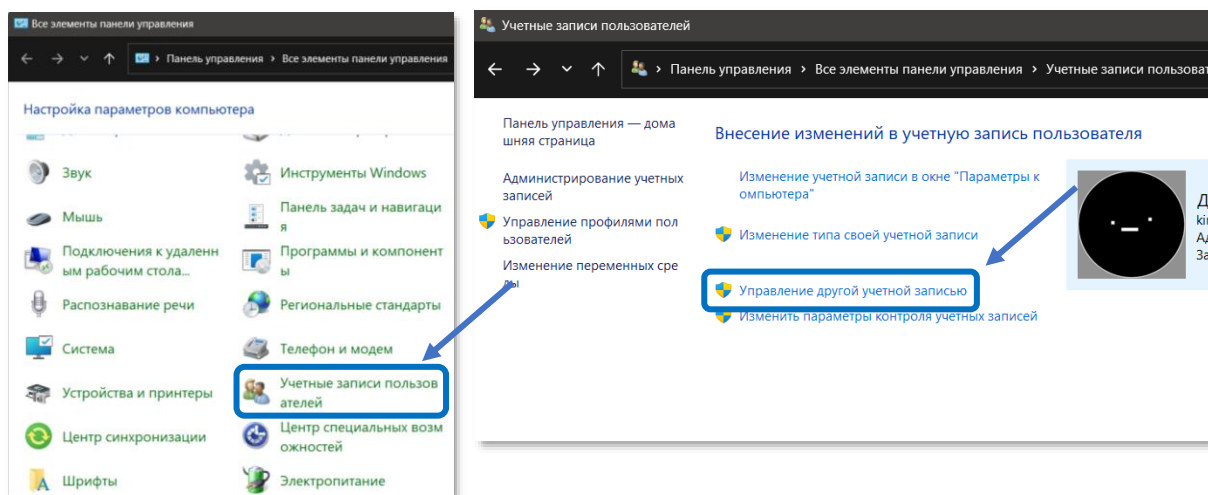 Все элементы панели управления
Панель управления > Все элементы панели управления
Настройка параметров компьютера
Звук
Инструменты Windows
Мышь
Панель задач и навигаци
я
Подключения к удаленн
ым рабочим стола...
Программы и компонент
ы
Распознавание речи
Региональные стандарты
Система
Телефон и модем
Устройства и принтеры
Учетные записи пользов
ателей
Центр синхронизации
Центр специальных возм
ожностей
Шрифты
Электропитание
Учетные записи пользователей
Панель управления > Все элементы панели управления > Учетные записи пользоват
Панель управления — дома
шняя страница
Администрирование учетных
записей
Управление профилями пол
ьзователей
Изменение переменных сре
ды
Внесение изменений в учетную запись пользователя
Изменение учетной записи в окне "Параметры к
омпьютера"
Изменение типа своей учетной записи
Управление другой учетной записью
Изменить параметры контроля учетных записей
Д
ki
Ад
За